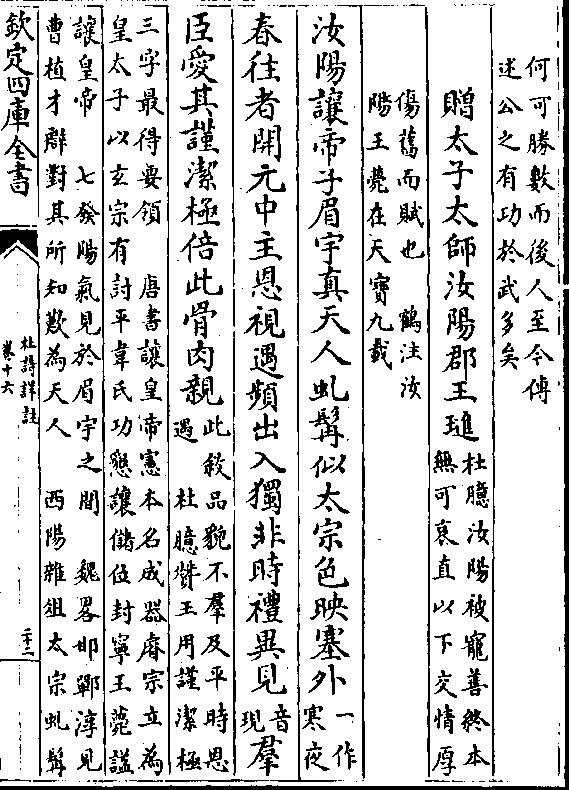 何可勝數而後人至今傳
述公之有功於武多矣
贈太子太師汝陽郡王璡
杜臆汝陽被寵善終本
無可哀直以下交情厚
傷舊而賦也　鶴注汝
陽王薨在天寶九載
汝陽讓帝子眉宇真天人虬髯似太宗色映塞外
一作
寒夜
春往者開元中主恩視遇頻出入獨非時禮異見
音
現
羣
臣愛其謹潔極倍此骨肉親
此敘品貌不羣及平時恩
遇　杜臆贊王用謹潔極
三字最得要領　唐書讓皇帝憲本名成器睿宗立為
皇太子以玄宗有討平韋氏功懇讓儲位封寧王薨諡
讓皇帝　七發陽氣見於眉宇之間　魏畧邯鄲淳見
曹植才辭對其所知歎為天人　西陽雜俎太宗虬髯
欽定四庫全書
杜詩詳註
卷十六
二十二